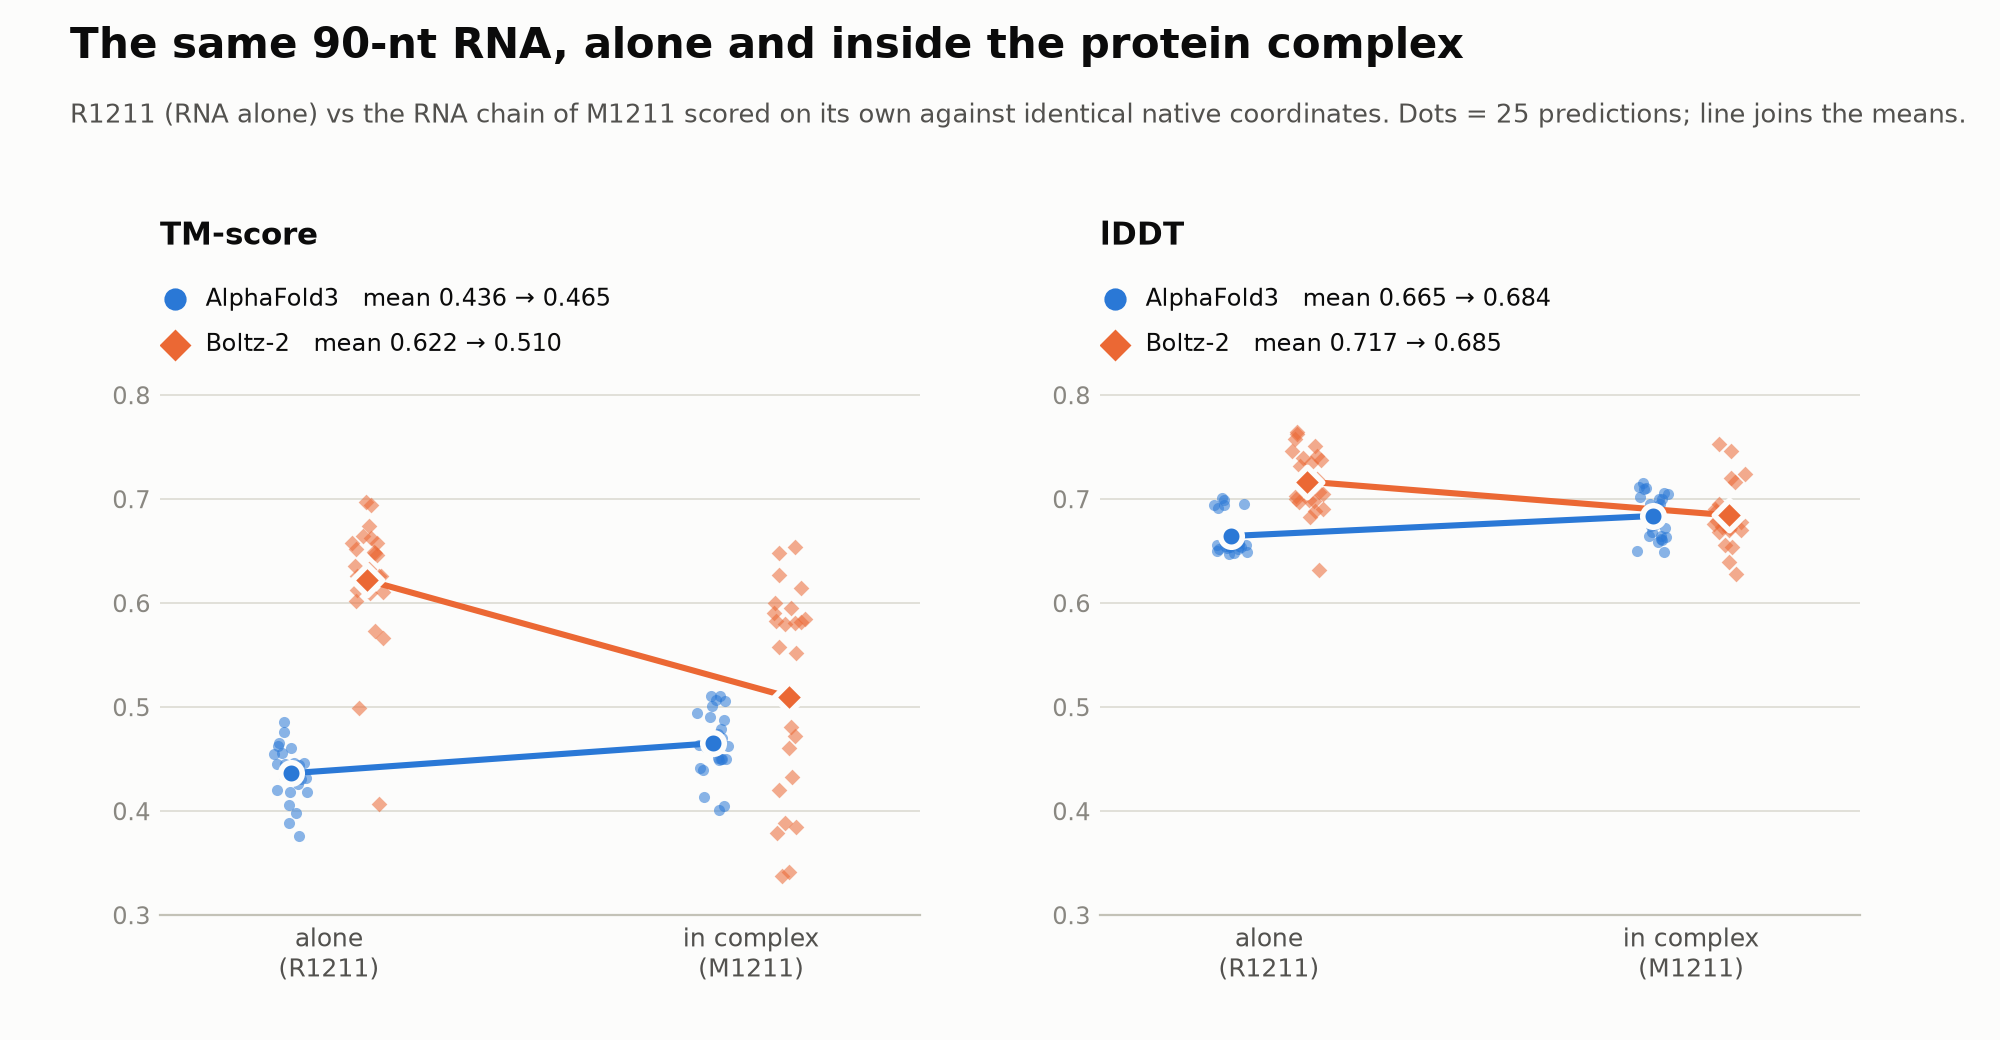 The same 90-nt RNA, alone and inside the protein complex
R1211 (RNA alone) vs the RNA chain of M1211 scored on its own against identical native coordinates. Dots = 25 predictions; line joins the means.
TM-score
AlphaFold3 mean 0.436 → 0.465
Boltz-2 mean 0.622 → 0.510
0.8
0.7
0.6
0.5
0.4
0.3
alone
(R1211)
in complex
(M1211)
lDDT
AlphaFold3 mean 0.665 → 0.684
Boltz-2 mean 0.717 → 0.685
0.8
0.7
0.6
0.5
0.4
0.3
alone
(R1211)
in complex
(M1211)